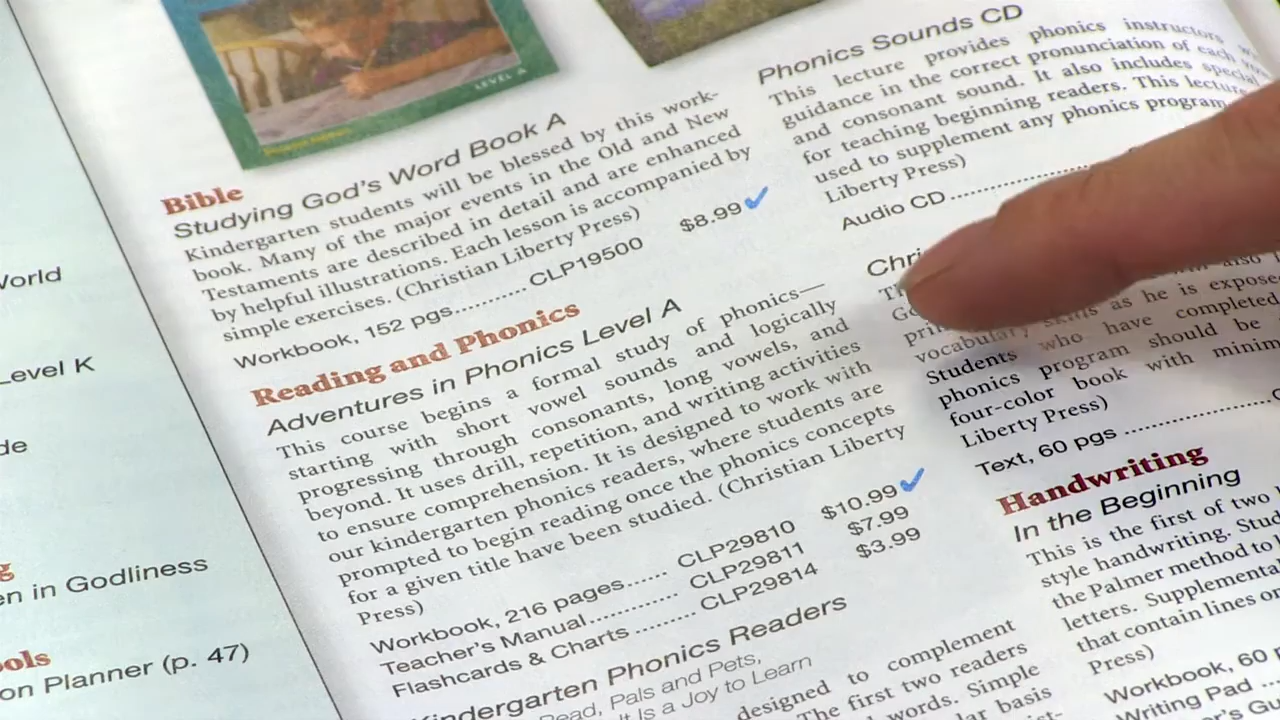 World
Level K
en in Godliness
on Planner (p. 47)
LEVEL A
Bible
Studying God's Word Book A
Kindergarten students will be blessed by this work-
book. Many of the major events in the Old and New
Testaments are described in detail and are enhanced
by helpful illustrations. Each lesson is accompanied by
simple exercises. (Christian Liberty Press)
Workbook, 152 pgs.......... CLP19500 $8.99
Reading and Phonics
Adventures in Phonics Level A
This course begins a formal study of phonics—
starting with short vowel sounds and logically
progressing through consonants, long vowels, and
beyond. It uses drill, repetition, and writing activities
to ensure comprehension. It is designed to work with
our kindergarten phonics readers, where students are
prompted to begin reading once the phonics concepts
for a given title have been studied. (Christian Liberty
Press)
Workbook, 216 pages...... CLP29810 $10.99
Teacher's Manual............. CLP29811 $7.99
Flashcards & Charts .......... CLP29814 $3.99
Kindergarten Phonics Readers
Read, Pals and Pets,
It Is a Joy to Learn
designed to complement
The first two readers
words. Simple
basis
Phonics Sounds CD
This lecture provides phonics instructors
guidance in the correct pronunciation of each
and consonant sound. It also includes
for teaching beginning readers. This lecture
used to supplement any phonics program.
Liberty Press)
Audio CD ....................
Chri
as he is exposed
vocabulary skills
Students who have completed
phonics program should be
four-color book with
Liberty Press)
Text, 60 pgs ....................
Handwriting
In the Beginning
This is the first of two
style handwriting.
the Palmer method to
letters. Supplemental
that contain lines
Press)
Workbook, 60
Writing Pad